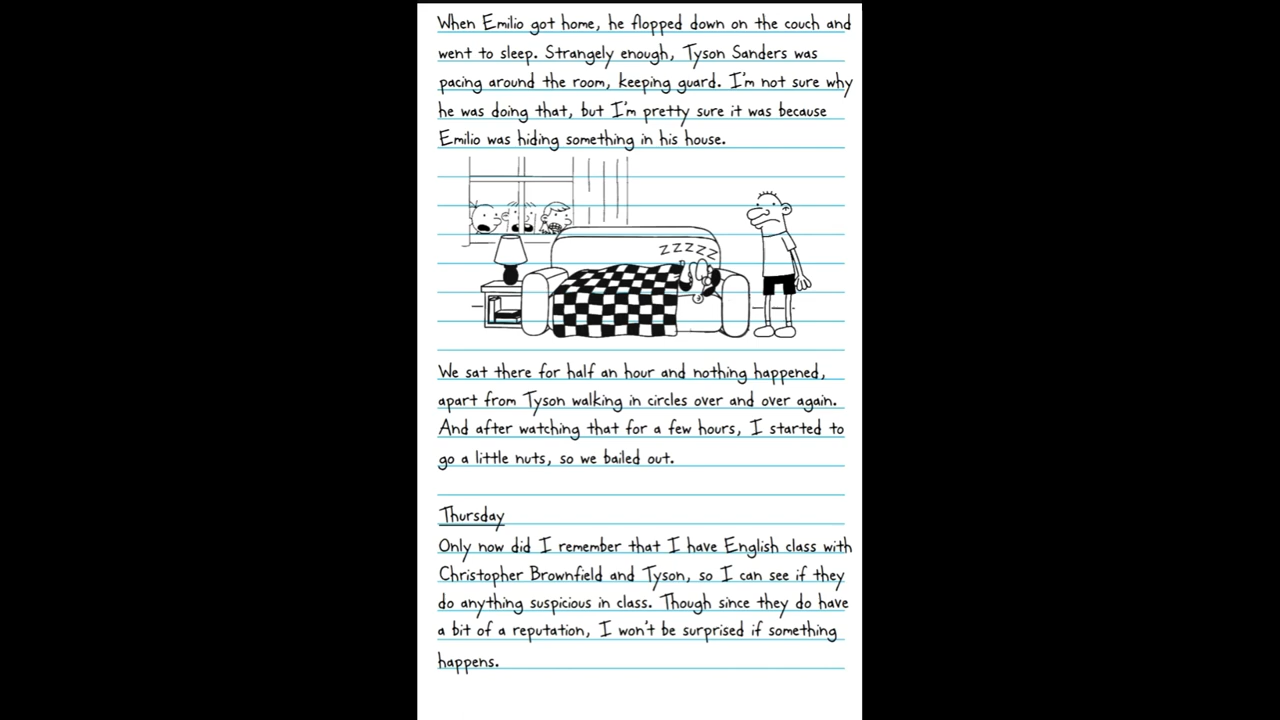 When Emilio got home, he flopped down on the couch and
went to sleep. Strangely enough, Tyson Sanders was
pacing around the room, keeping guard. I'm not sure why
he was doing that, but I'm pretty sure it was because
Emilio was hiding something in his house.
ZZZZZ
We sat there for half an hour and nothing happened,
apart from Tyson walking in circles over and over again.
And after watching that for a few hours, I started to
go a little nuts, so we bailed out.
Thursday
Only now did I remember that I have English class with
Christopher Brownfield and Tyson, so I can see if they
do anything suspicious in class. Though since they do have
a bit of a reputation, I won't be surprised if something
happens.